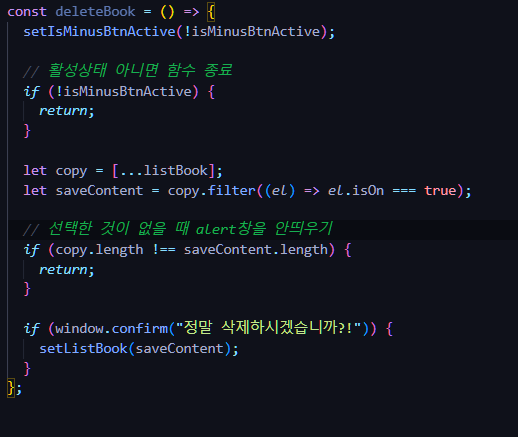 const deleteBook = () => {
setIsMinusBtnActive(!isMinusBtnActive);
// 활성상태 아니면 함수 종료
if (!isMinusBtnActive) {
return;
}
let copy = [...listBook];
let saveContent = copy.filter((el) => el.isOn === true);
// 선택한 것이 없을 때 alert창을 안띄우기
if (copy.length !== saveContent.length) {
return;
}
if (window.confirm("정말 삭제하시겠습니까?!")) {
setListBook(saveContent);
}
};